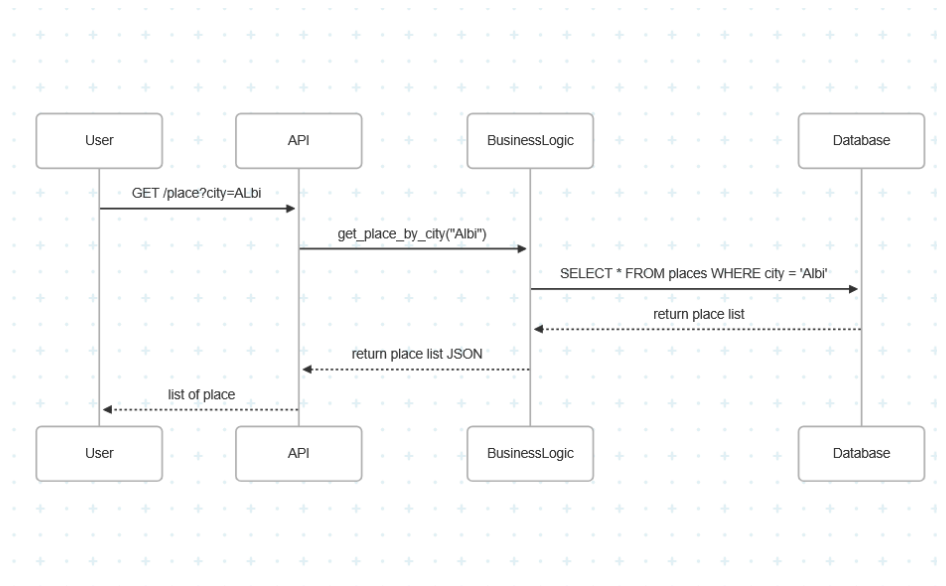 User
API
BusinessLogic
Database
GET /place?city=ALbi
get_place_by_city("Albi")
SELECT * FROM places WHERE city = 'Albi'
return place list
return place list JSON
list of place
User
API
BusinessLogic
Database